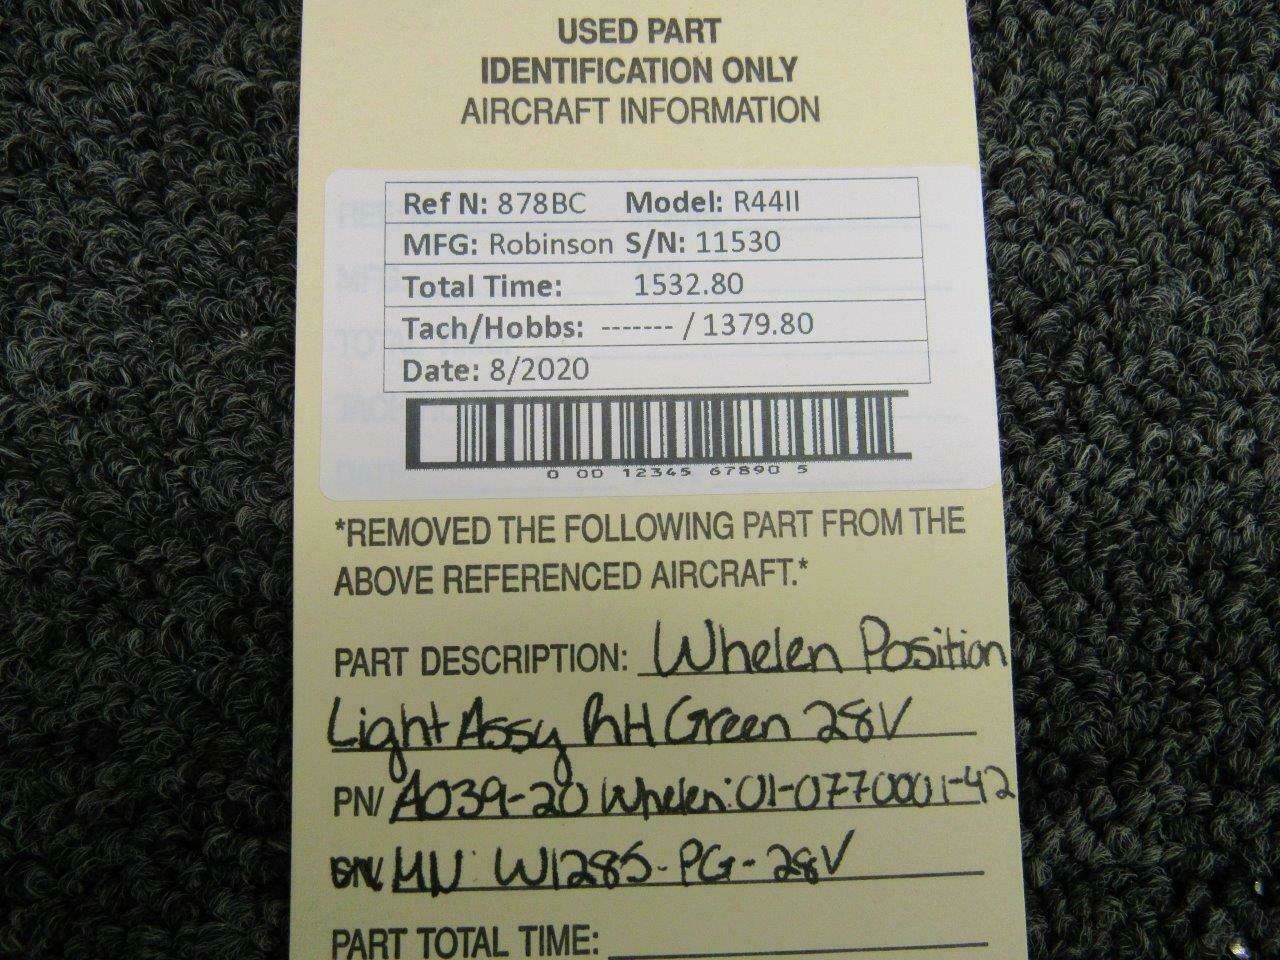 USED PART
IDENTIFICATION ONLY
AIRCRAFT INFORMATION
Ref N: 878BC Model: R44II
MFG: Robinson S/N: 11530
Total Time: 1532.80
Tach/Hobbs: ------- / 1379.80
Date: 8/2020
0 00 12345 67890 5
*REMOVED THE FOLLOWING PART FROM THE
ABOVE REFERENCED AIRCRAFT.*
PART DESCRIPTION: Whelen Position
Light Assy RH Green 28V
PN/ A039-20 Whelen: 01-0770001-42
MN: W1285-PG-28V
PART TOTAL TIME: